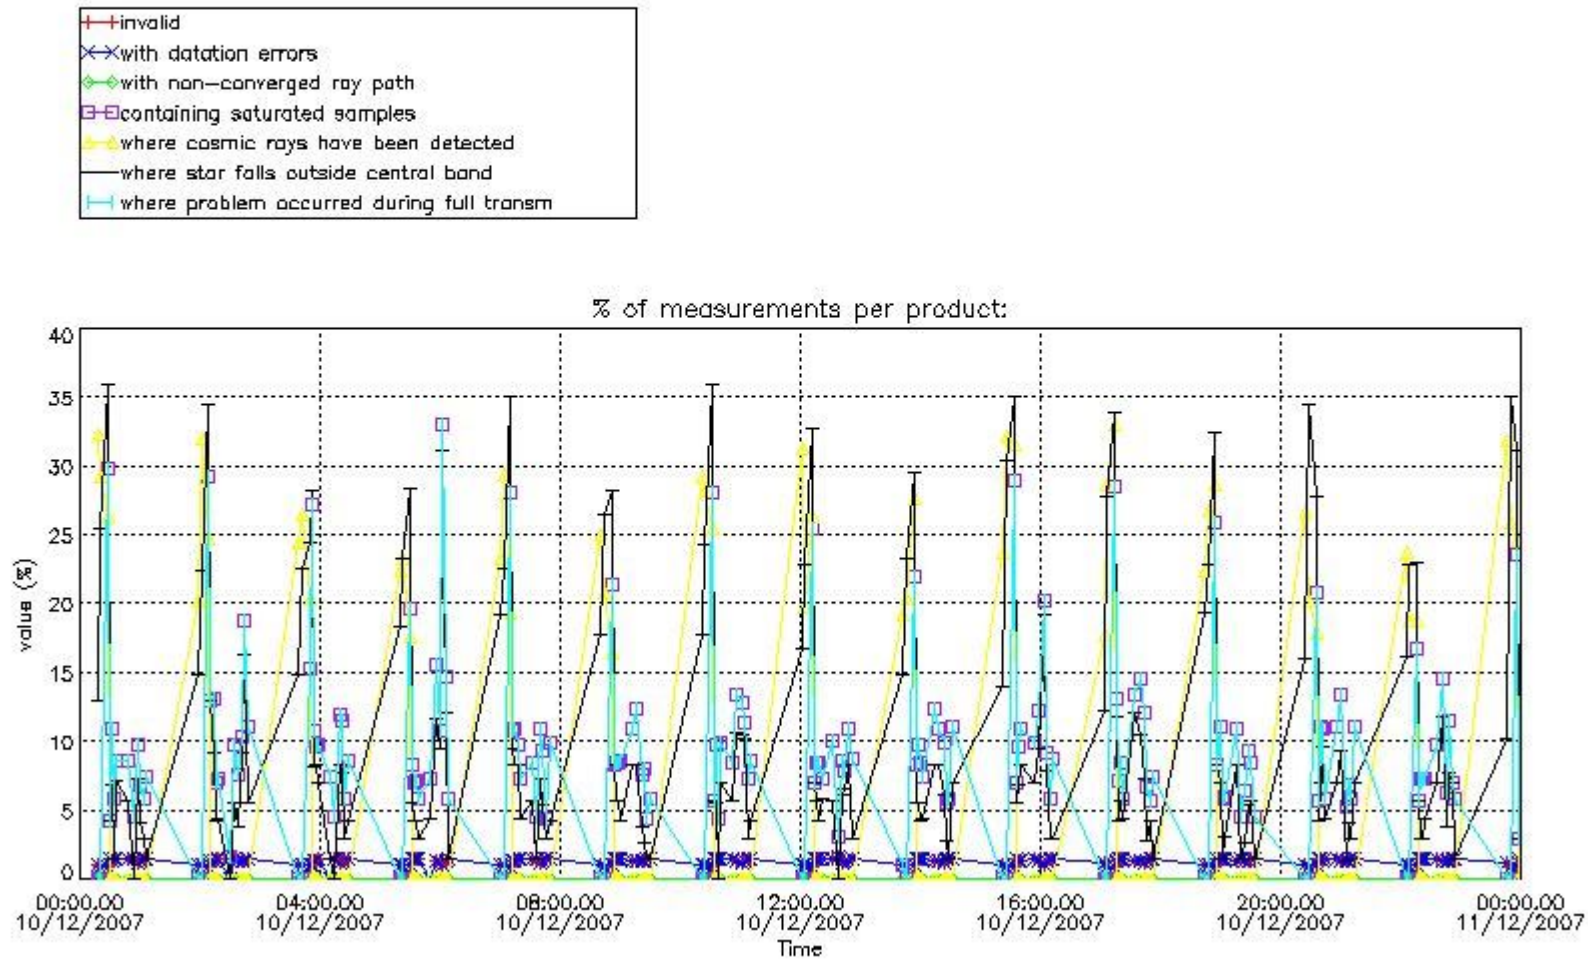 invalid
with datation errors
with non-converged ray path
containing saturated samples
where cosmic rays have been detected
where star falls outside central band
where problem occurred during full transm
% of measurements per product:
40
35
30
25
20
15
10
5
0
value (%)
00:00:00 04:00:00 08:00:00 12:00:00 16:00:00 20:00:00 00:00:00
10/12/2007 10/12/2007 10/12/2007 10/12/2007 10/12/2007 10/12/2007 11/12/2007
Time